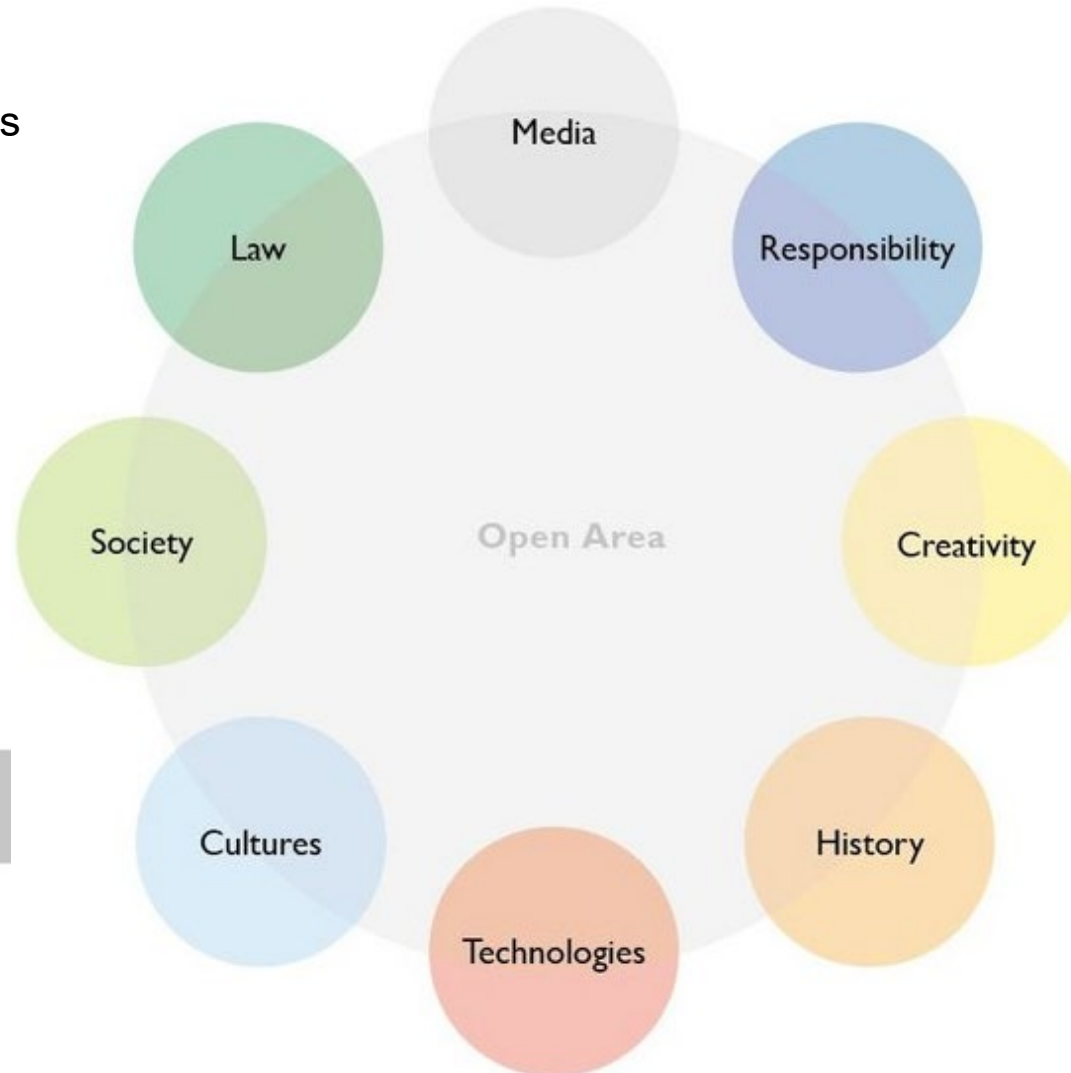 s
Media
Law
Responsibility
Society
Open Area
Creativity
Cultures
History
Technologies